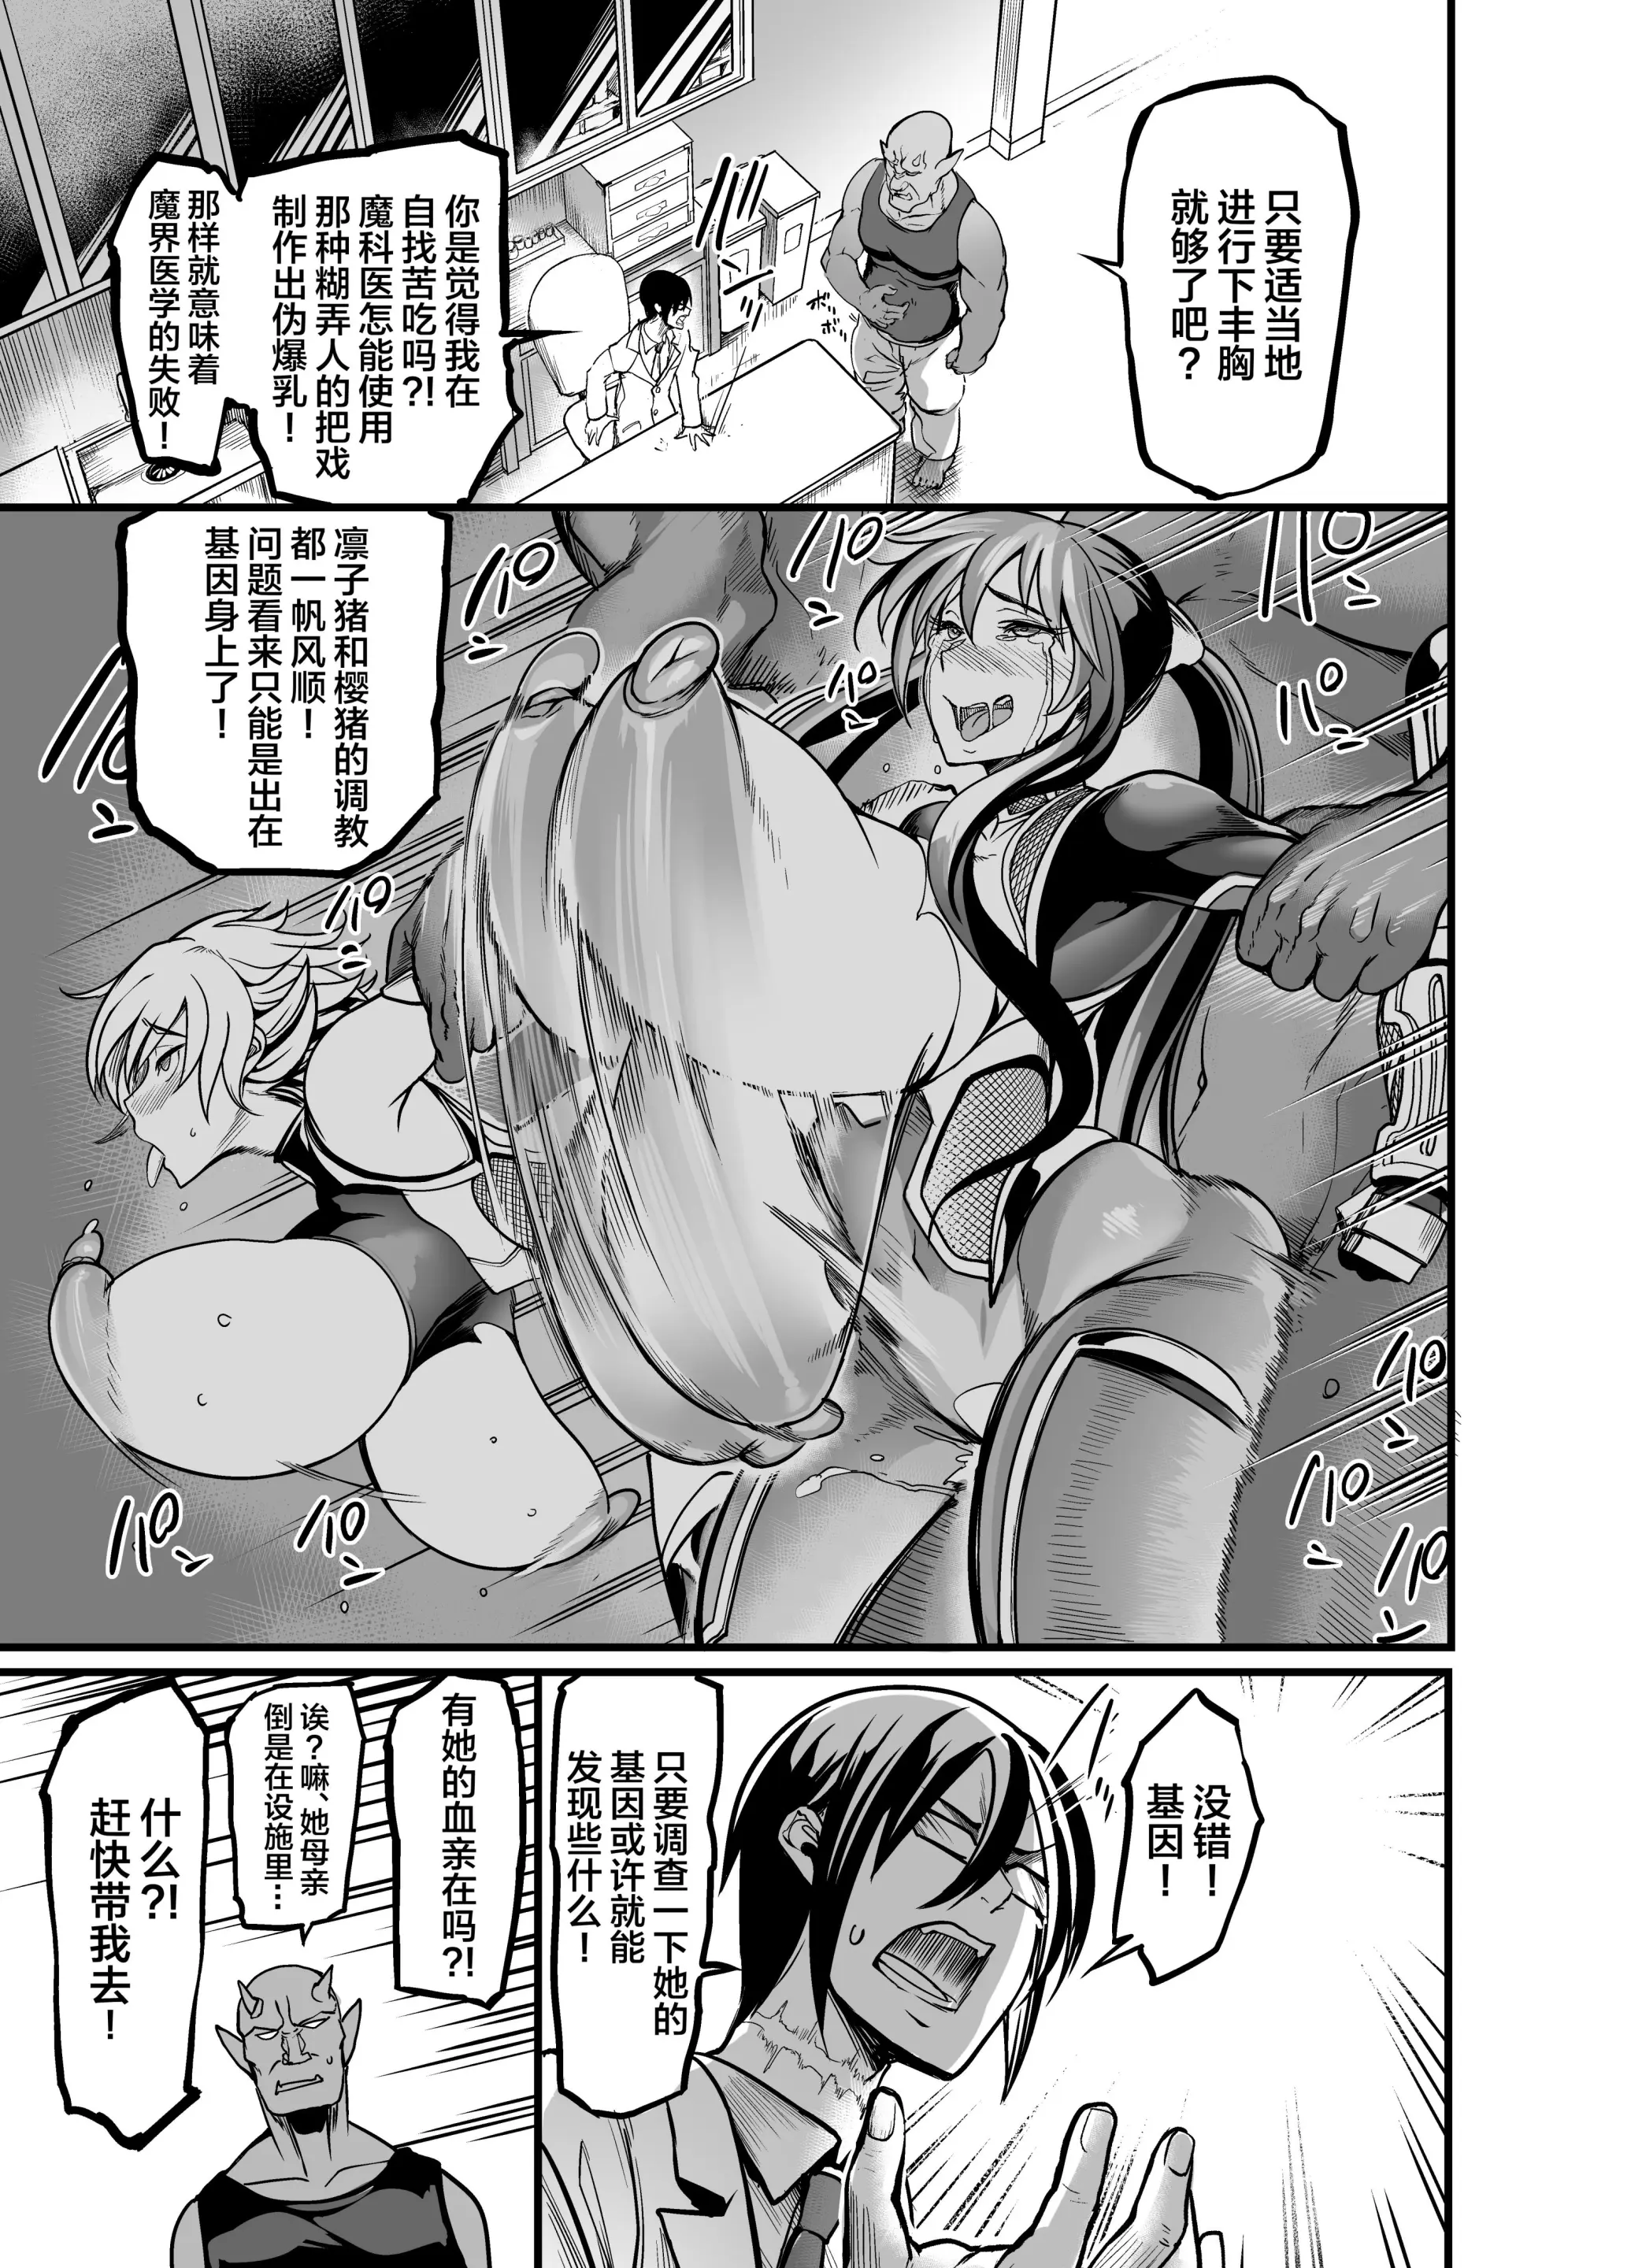 只要适当地
进行下丰胸
就够了吧？
你是觉得我在
自找苦吃吗?!
魔科医怎能使用
那种糊弄人的把戏
制作出伪爆乳！
那样就意味着
魔界医学的失败！
凛子猪和樱猪的调教
都一帆风顺！
问题看来只能是出在
基因身上了！
没错！
基因！
只要调查一下她的
基因或许就能
发现些什么！
有她的血亲在吗?!
诶？嘛、她母亲
倒是在设施里…
什么?!
赶快带我去！